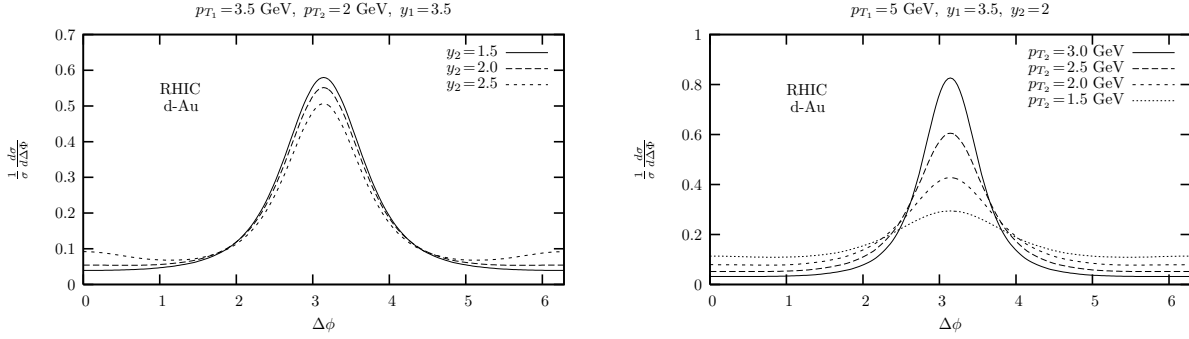 p_{T_1}=3.5 GeV, p_{T_2}=2 GeV, y_1=3.5
0.7
0.6
0.5
0.4
0.3
0.2
0.1
0
y_2=1.5
y_2=2.0
y_2=2.5
RHIC
d-Au
1/σ dσ/dΔΦ
0 1 2 3 4 5 6
Δϕ
p_{T_1}=5 GeV, y_1=3.5, y_2=2
1
0.8
0.6
0.4
0.2
0
p_{T_2}=3.0 GeV
p_{T_2}=2.5 GeV
p_{T_2}=2.0 GeV
p_{T_2}=1.5 GeV
RHIC
d-Au
1/σ dσ/dΔΦ
0 1 2 3 4 5 6
Δϕ